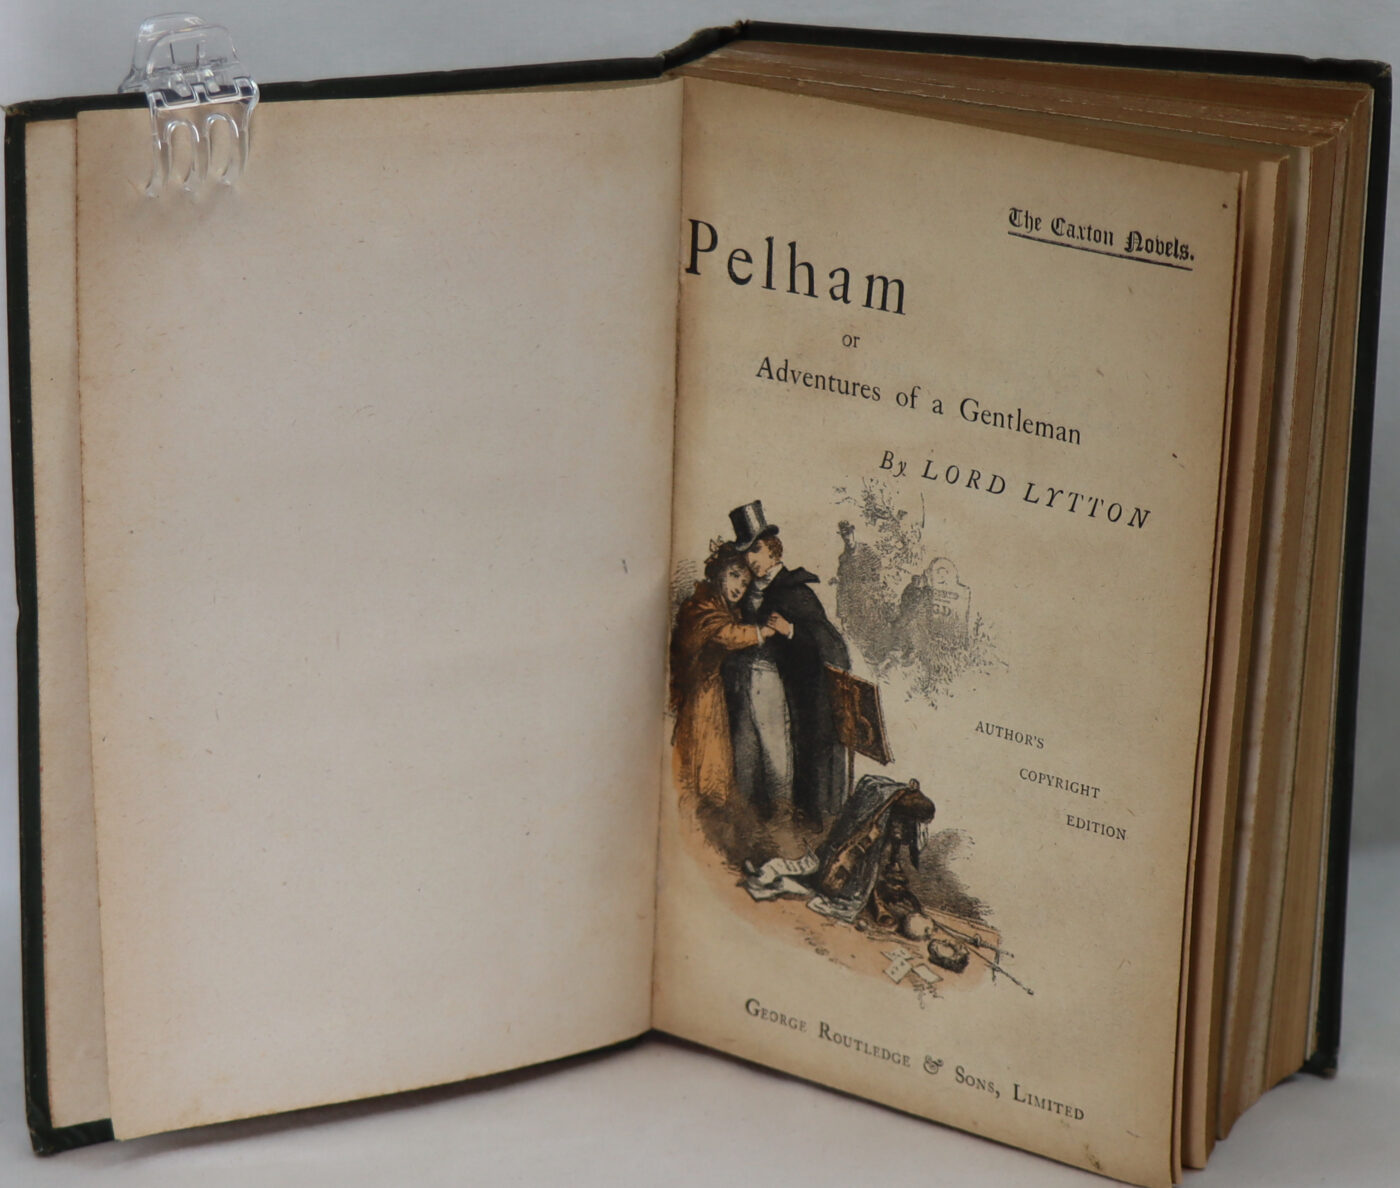 The Caxton Novels.
Pelham
or
Adventures of a Gentleman
By LORD LYTTON
AUTHOR'S
COPYRIGHT
EDITION
GEORGE ROUTLEDGE & SONS, LIMITED